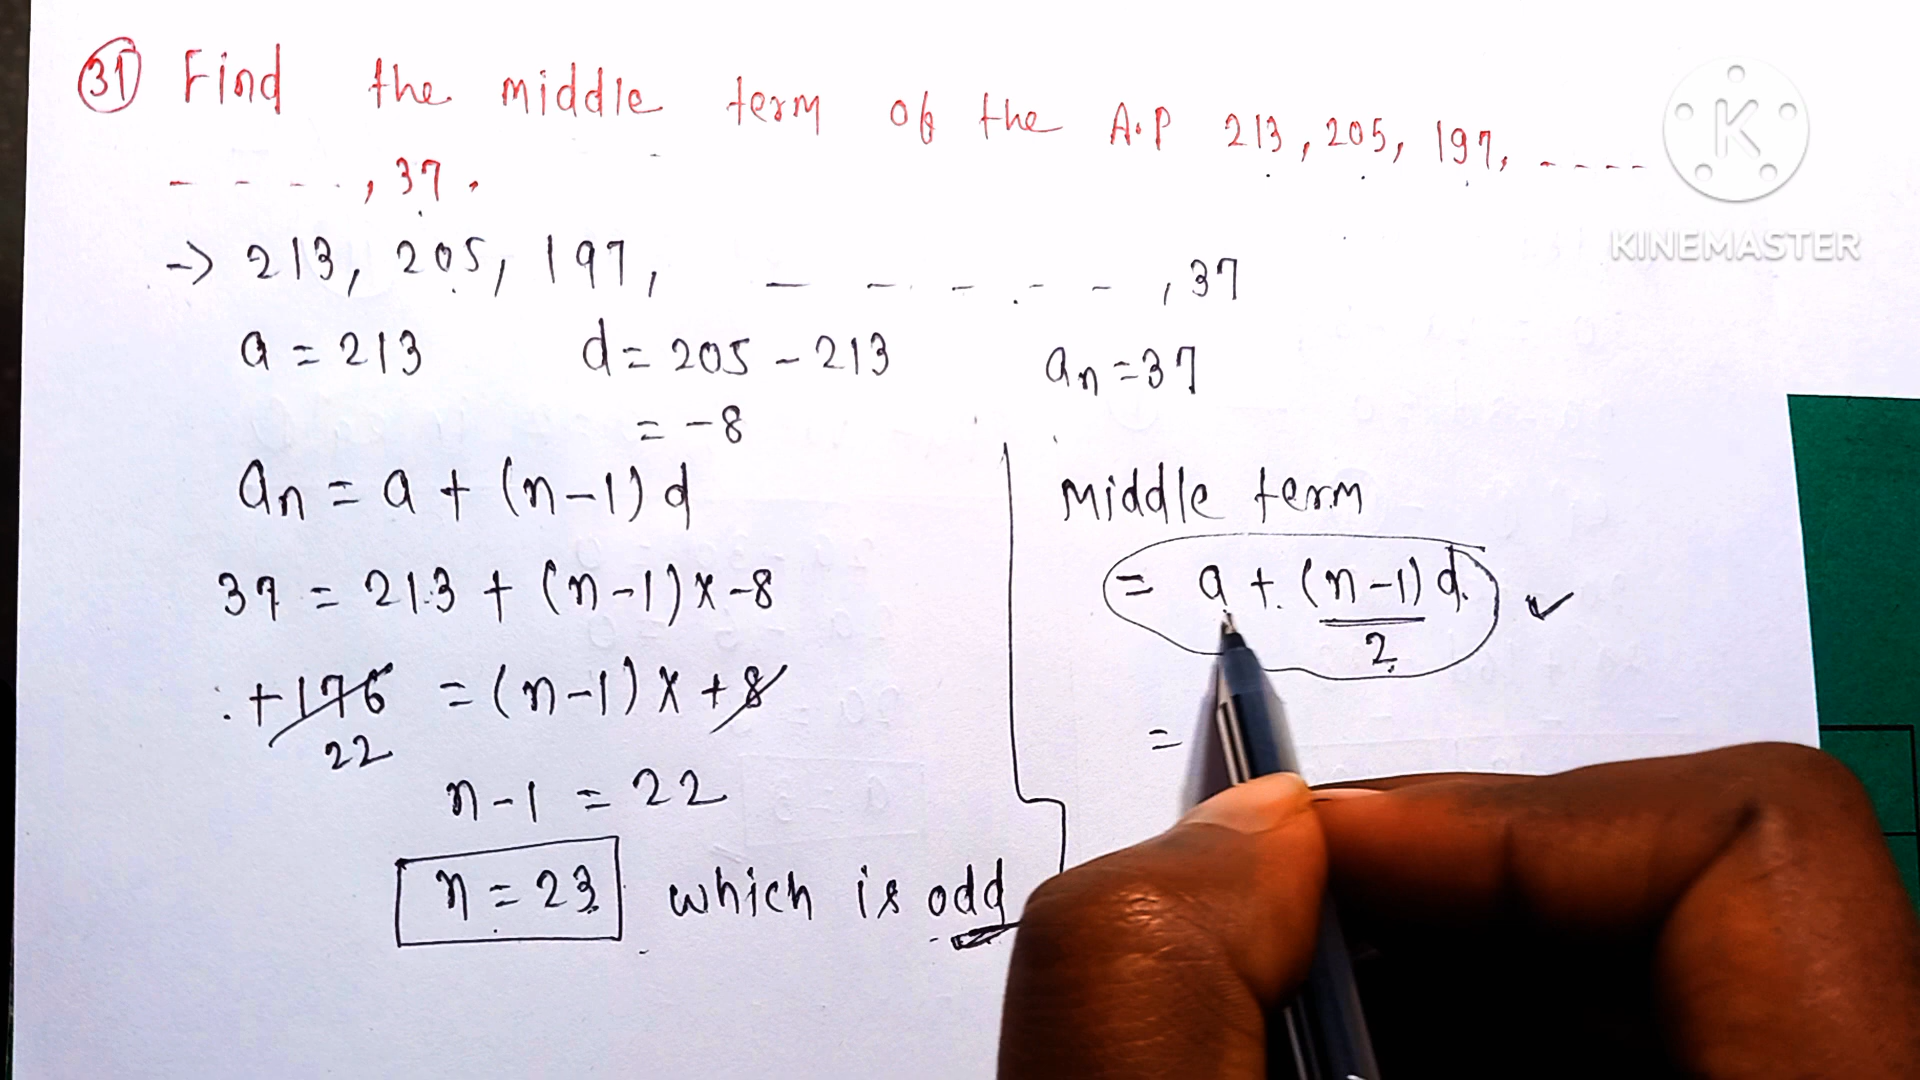 31 Find the middle term of the A.P 213, 205, 197, - - - -
- - - - , 37.
→ 213, 205, 197, - - - - - , 37
a = 213 d = 205 - 213 an = 37
= -8
an = a + (n-1) d
37 = 213 + (n-1) x -8
+176 = (n-1) x +8
22
n-1 = 22
n = 23 which is odd
Middle term
= a + (n-1) d
2
=
K
KINEMASTER